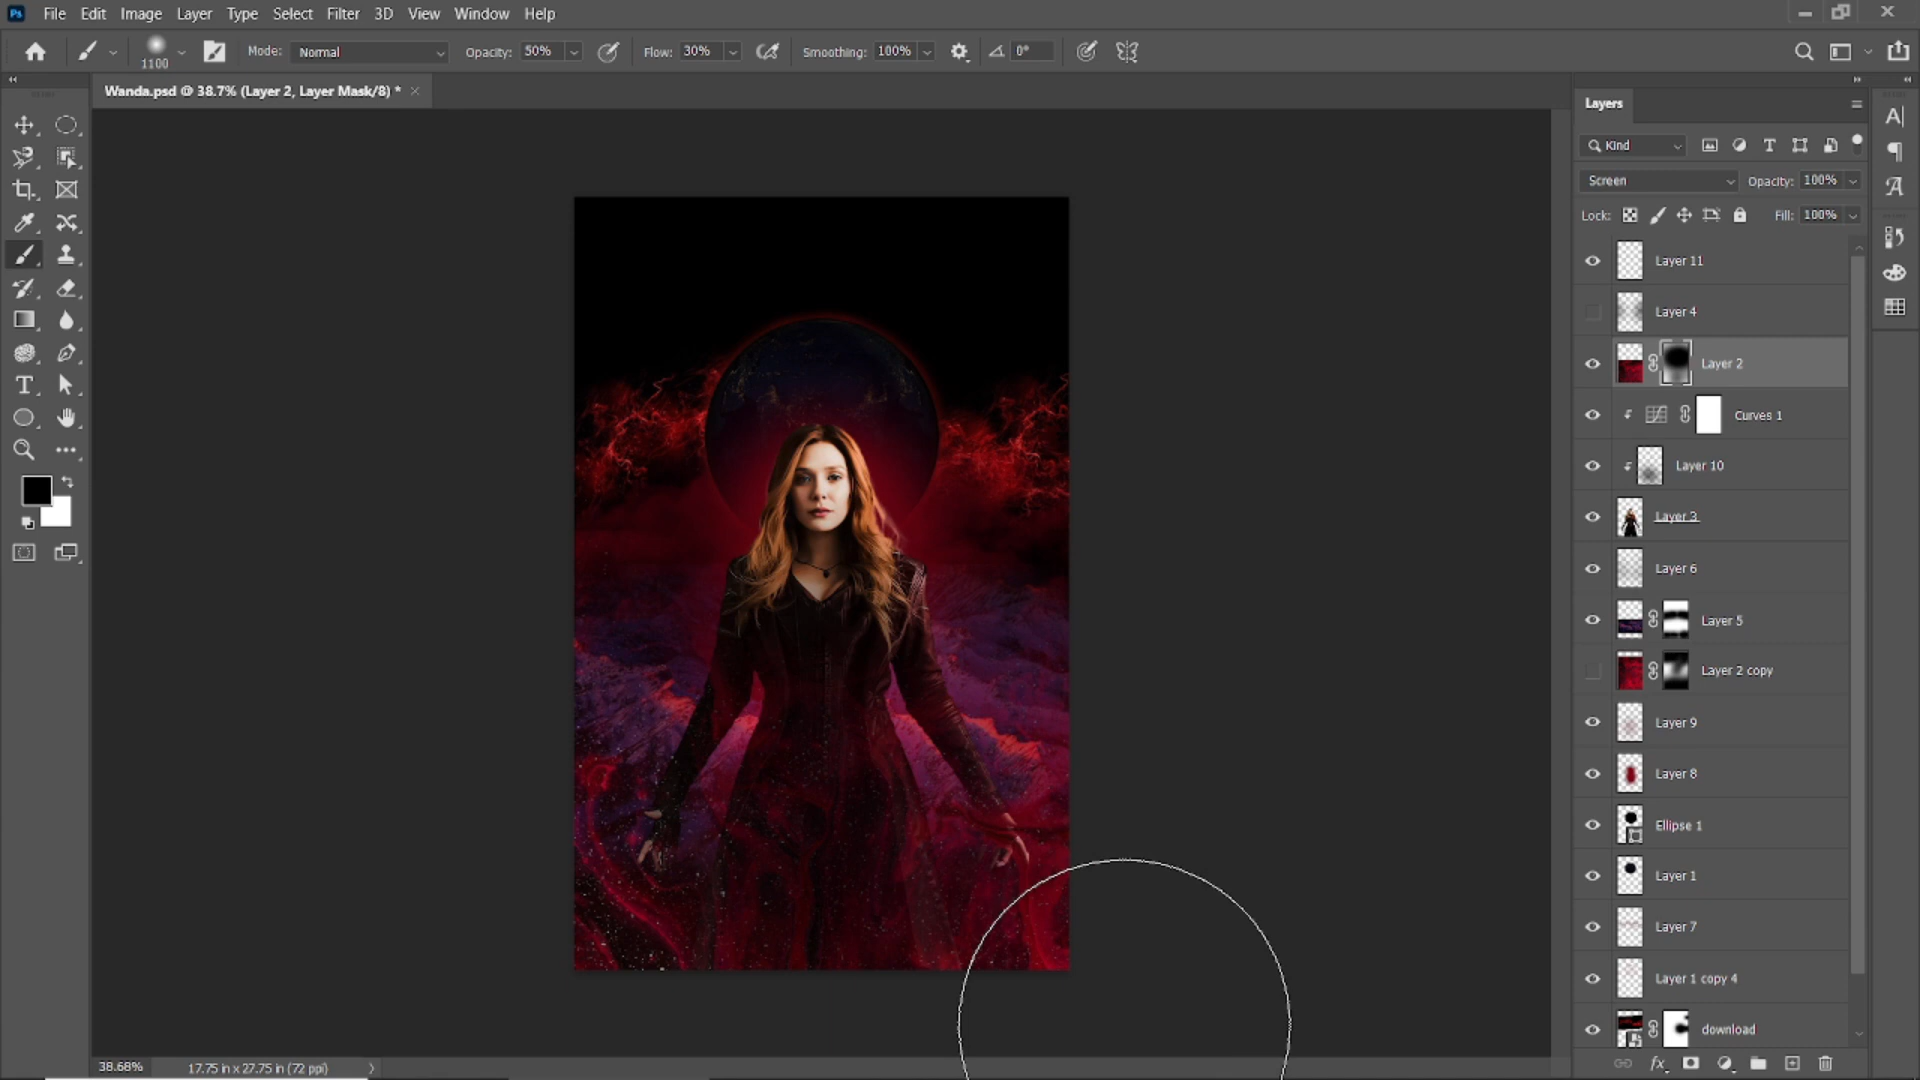 Ps File Edit Image Layer Type Select Filter 3D View Window Help
1100 Mode: Normal Opacity: 50% Flow: 30% Smoothing: 100% 0°
Wanda.psd @ 38.7% (Layer 2, Layer Mask/8) *
Layers
Kind
Screen Opacity: 100%
Lock: Fill: 100%
Layer 11
Layer 4
Layer 2
Curves 1
Layer 10
Layer 3
Layer 6
Layer 5
Layer 2 copy
Layer 9
Layer 8
Ellipse 1
Layer 1
Layer 7
Layer 1 copy 4
download
38.68% 17.75 in x 27.75 in (72 ppi)